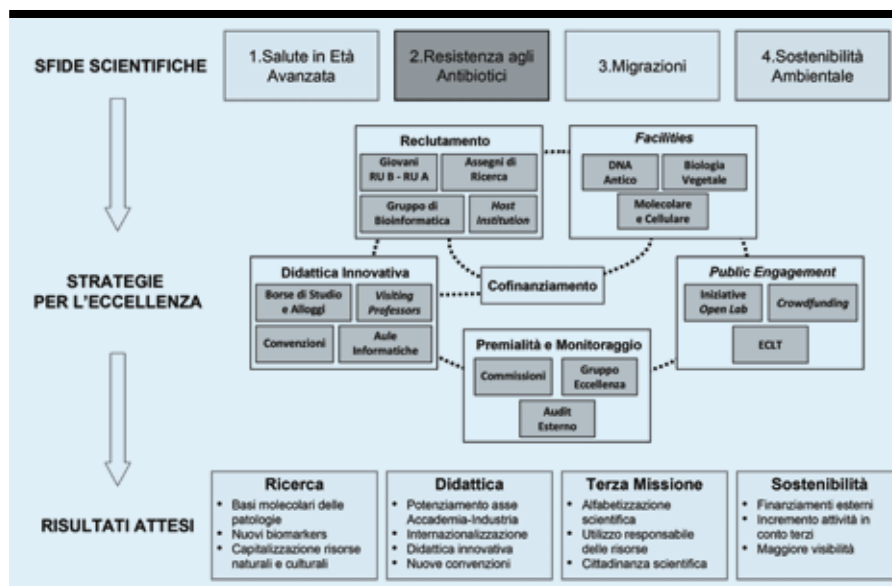 SFIDE SCIENTIFICHE
1.Salute in Età
Avanzata
2.Resistenza agli
Antibiotici
3.Migrazioni
4.Sostenibilità
Ambientale
Reclutamento
Giovani
RU B - RU A
Assegni di
Ricerca
Gruppo di
Bioinformatica
Host
Institution
Facilities
DNA
Antico
Biologia
Vegetale
Molecolare
e Cellulare
STRATEGIE
PER L'ECCELLENZA
Didattica Innovativa
Borse di Studio
e Alloggi
Visiting
Professors
Convenzioni
Aule
Informatiche
Cofinanziamento
Public Engagement
Iniziative
Open Lab
Crowdfunding
ECLT
Premialità e Monitoraggio
Commissioni
Gruppo
Eccellenza
Audit
Esterno
RISULTATI ATTESI
Ricerca
• Basi molecolari delle
patologie
• Nuovi biomarkers
• Capitalizzazione risorse
naturali e culturali
Didattica
• Potenziamento asse
Accademia-Industria
• Internazionalizzazione
• Didattica innovativa
• Nuove convenzioni
Terza Missione
• Alfabetizzazione
scientifica
• Utilizzo responsabile
delle risorse
• Cittadinanza scientifica
Sostenibilità
• Finanziamenti esterni
• Incremento attività in
conto terzi
• Maggiore visibilità